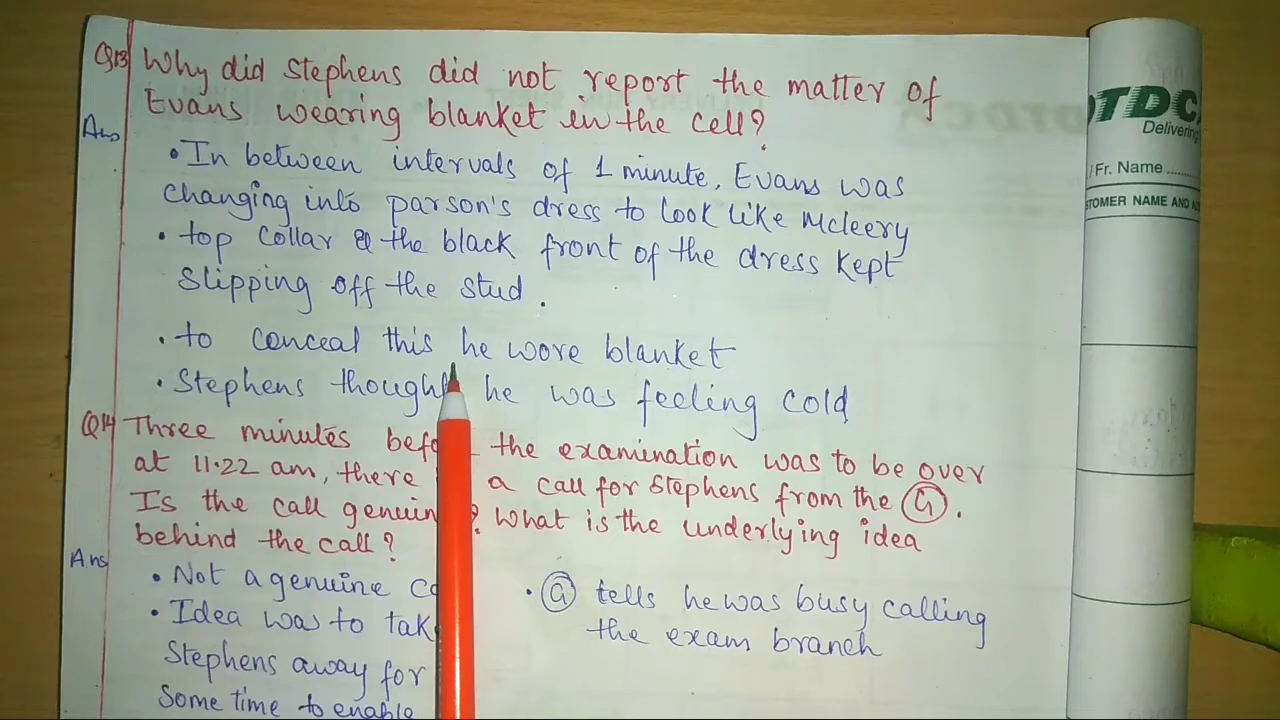 Q13 Why did Stephens did not report the matter of
Evans wearing blanket in the cell?
Ans
• In between intervals of 1 minute, Evans was
changing into parson's dress to look like Mcleery
• top collar & the black front of the dress kept
slipping off the stud.
• to conceal this he wore blanket
• Stephens though he was feeling cold
Q14 Three minutes bef the examination was to be over
at 11.22 am, there a call for Stephens from the G.
Is the call genuin ? What is the underlying idea
behind the call?
Ans
• Not a genuine
• Idea was to tak
Stephens away for
Some time to enable
• G tells he was busy calling
the exam branch
DTDC
Delivering
/ Fr. Name ........
STOMER NAME AND